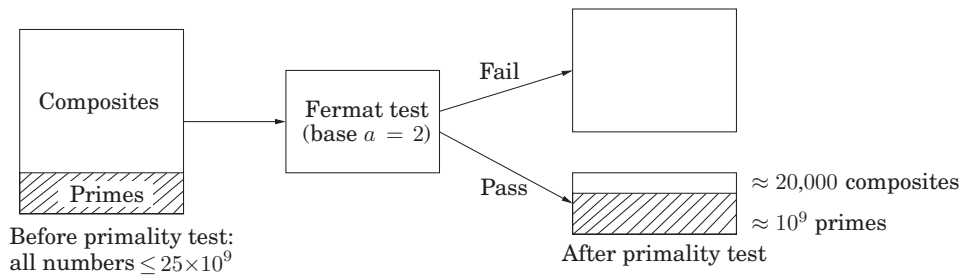 Composites
Primes
Before primality test:
all numbers ≤ 25×10⁹
Fermat test
(base a = 2)
Fail
Pass
≈ 20,000 composites
≈ 10⁹ primes
After primality test